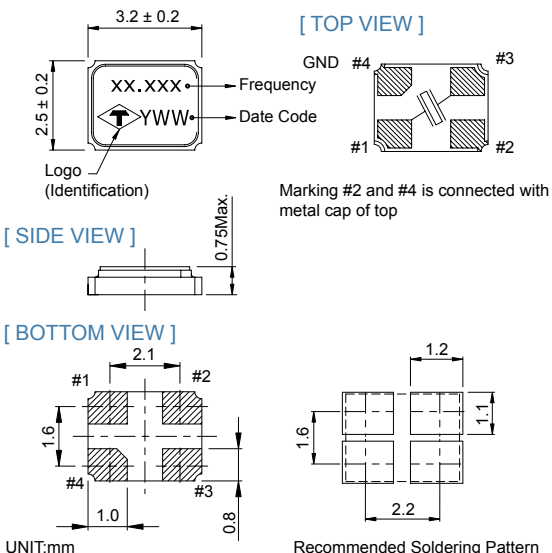 3.2 ± 0.2
2.5 ± 0.2
XX.XXX
Frequency
T YWW
Date Code
Logo
(Identification)
[ TOP VIEW ]
GND #4 #3
#1 #2
Marking #2 and #4 is connected with
metal cap of top
[ SIDE VIEW ]
0.75Max.
[ BOTTOM VIEW ]
2.1
#1 #2
1.6
#4 #3
1.0
0.8
UNIT:mm
1.2
1.1
1.6
2.2
Recommended Soldering Pattern